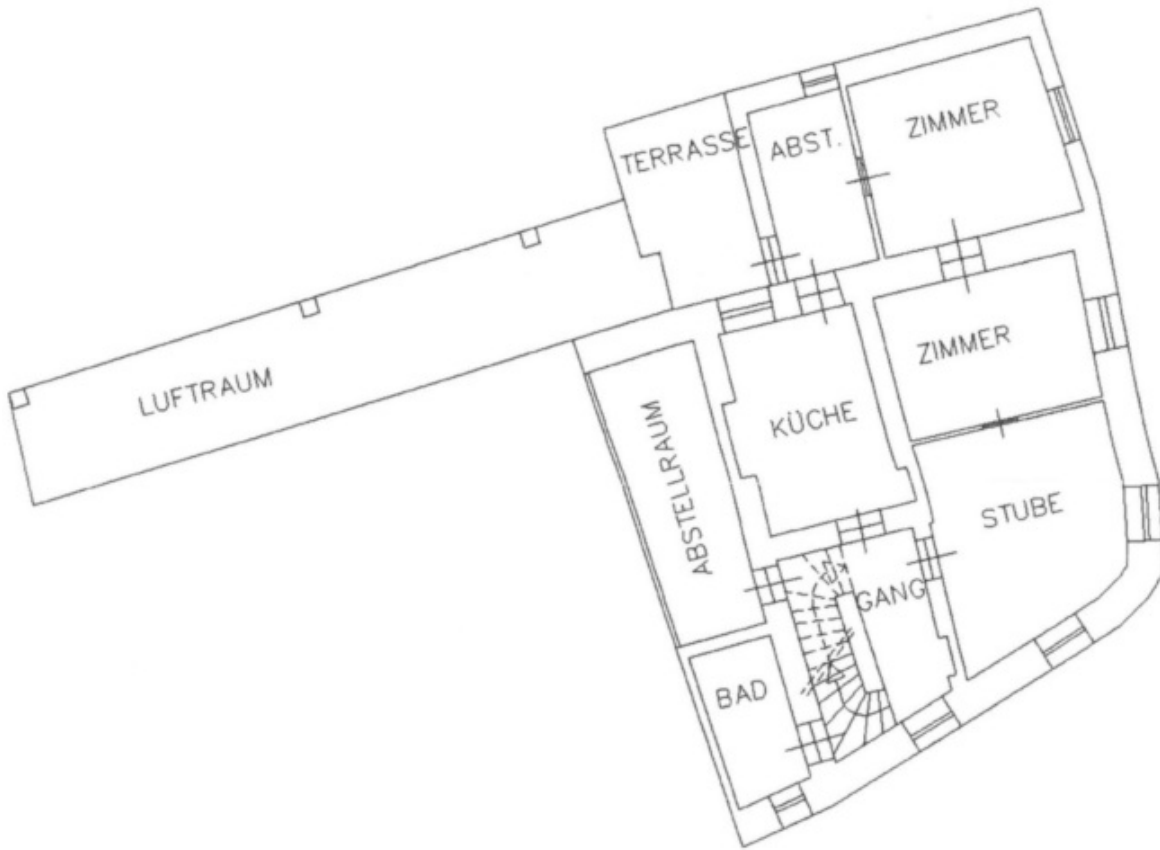 ZIMMER
TERRASSE
ABST.
LUFTRAUM
ZIMMER
KÜCHE
ABSTELLRAUM
STUBE
GANG
BAD